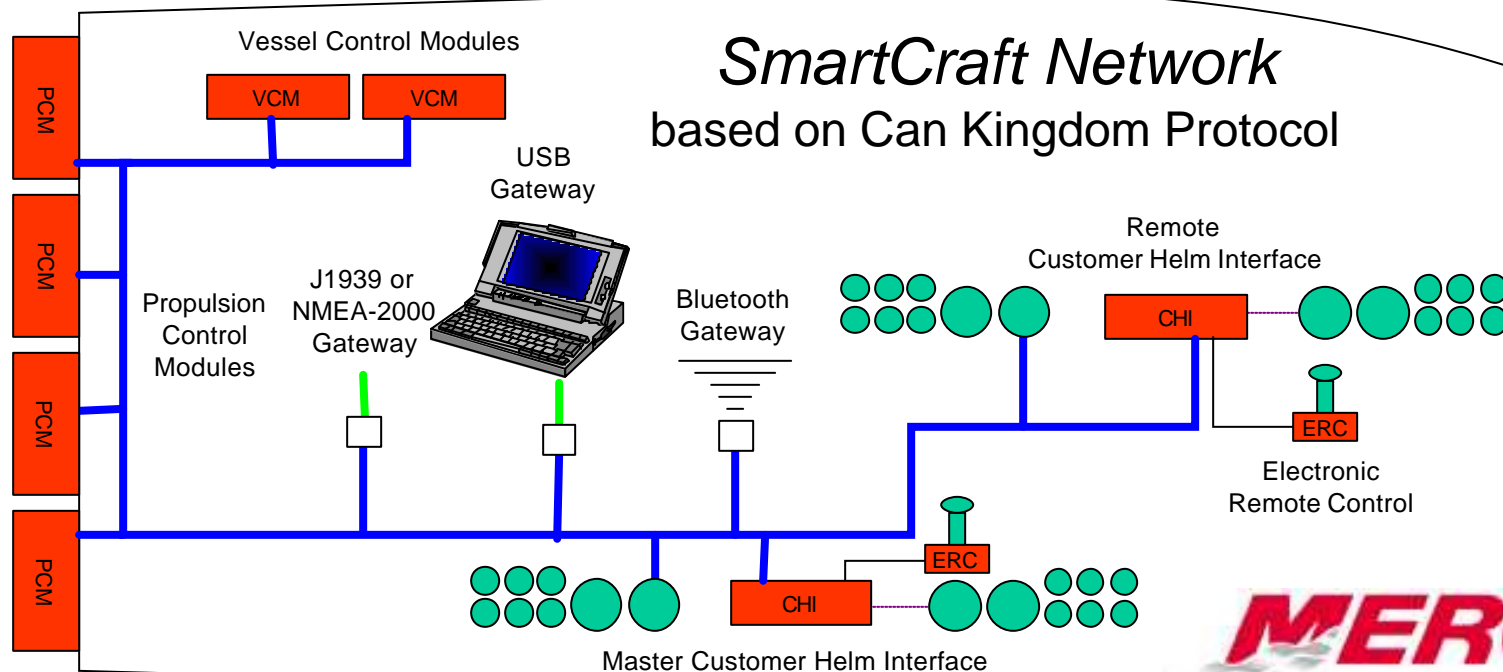 SmartCraft Network
based on Can Kingdom Protocol
Vessel Control Modules
VCM
VCM
PCM
PCM
PCM
PCM
Propulsion
Control
Modules
J1939 or
NMEA-2000
Gateway
USB
Gateway
Bluetooth
Gateway
Remote
Customer Helm Interface
CHI
ERC
Electronic
Remote Control
ERC
CHI
Master Customer Helm Interface
MER